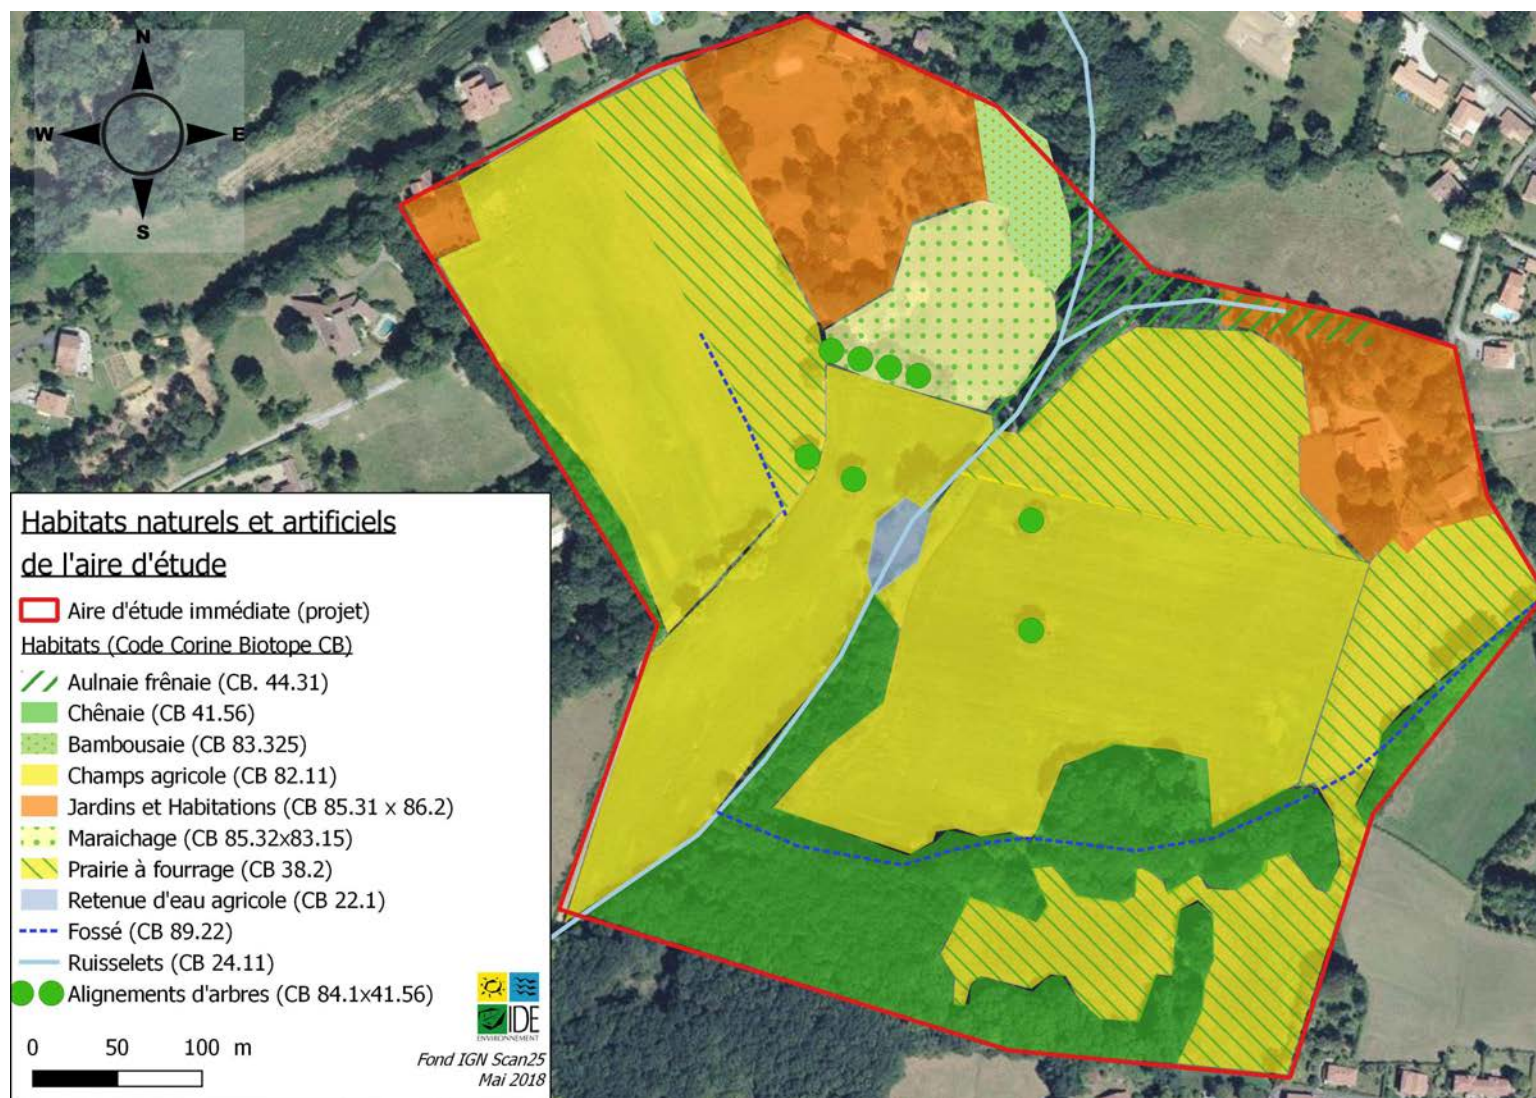 N
W E
S
Habitats naturels et artificiels
de l'aire d'étude
Aire d'étude immédiate (projet)
Habitats (Code Corine Biotope CB)
Aulnaie frênaie (CB. 44.31)
Chênaie (CB 41.56)
Bambousaie (CB 83.325)
Champs agricole (CB 82.11)
Jardins et Habitations (CB 85.31 x 86.2)
Maraichage (CB 85.32x83.15)
Prairie à fourrage (CB 38.2)
Retenue d'eau agricole (CB 22.1)
Fossé (CB 89.22)
Ruisselets (CB 24.11)
Alignements d'arbres (CB 84.1x41.56)
IDE
ENVIRONNEMENT
0 50 100 m
Fond IGN Scan25
Mai 2018